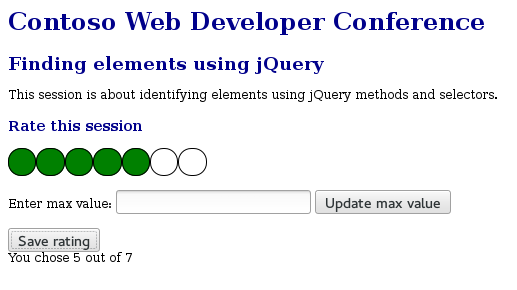 Contoso Web Developer Conference
Finding elements using jQuery
This session is about identifying elements using jQuery methods and selectors.
Rate this session
Enter max value: Update max value
Save rating
You chose 5 out of 7